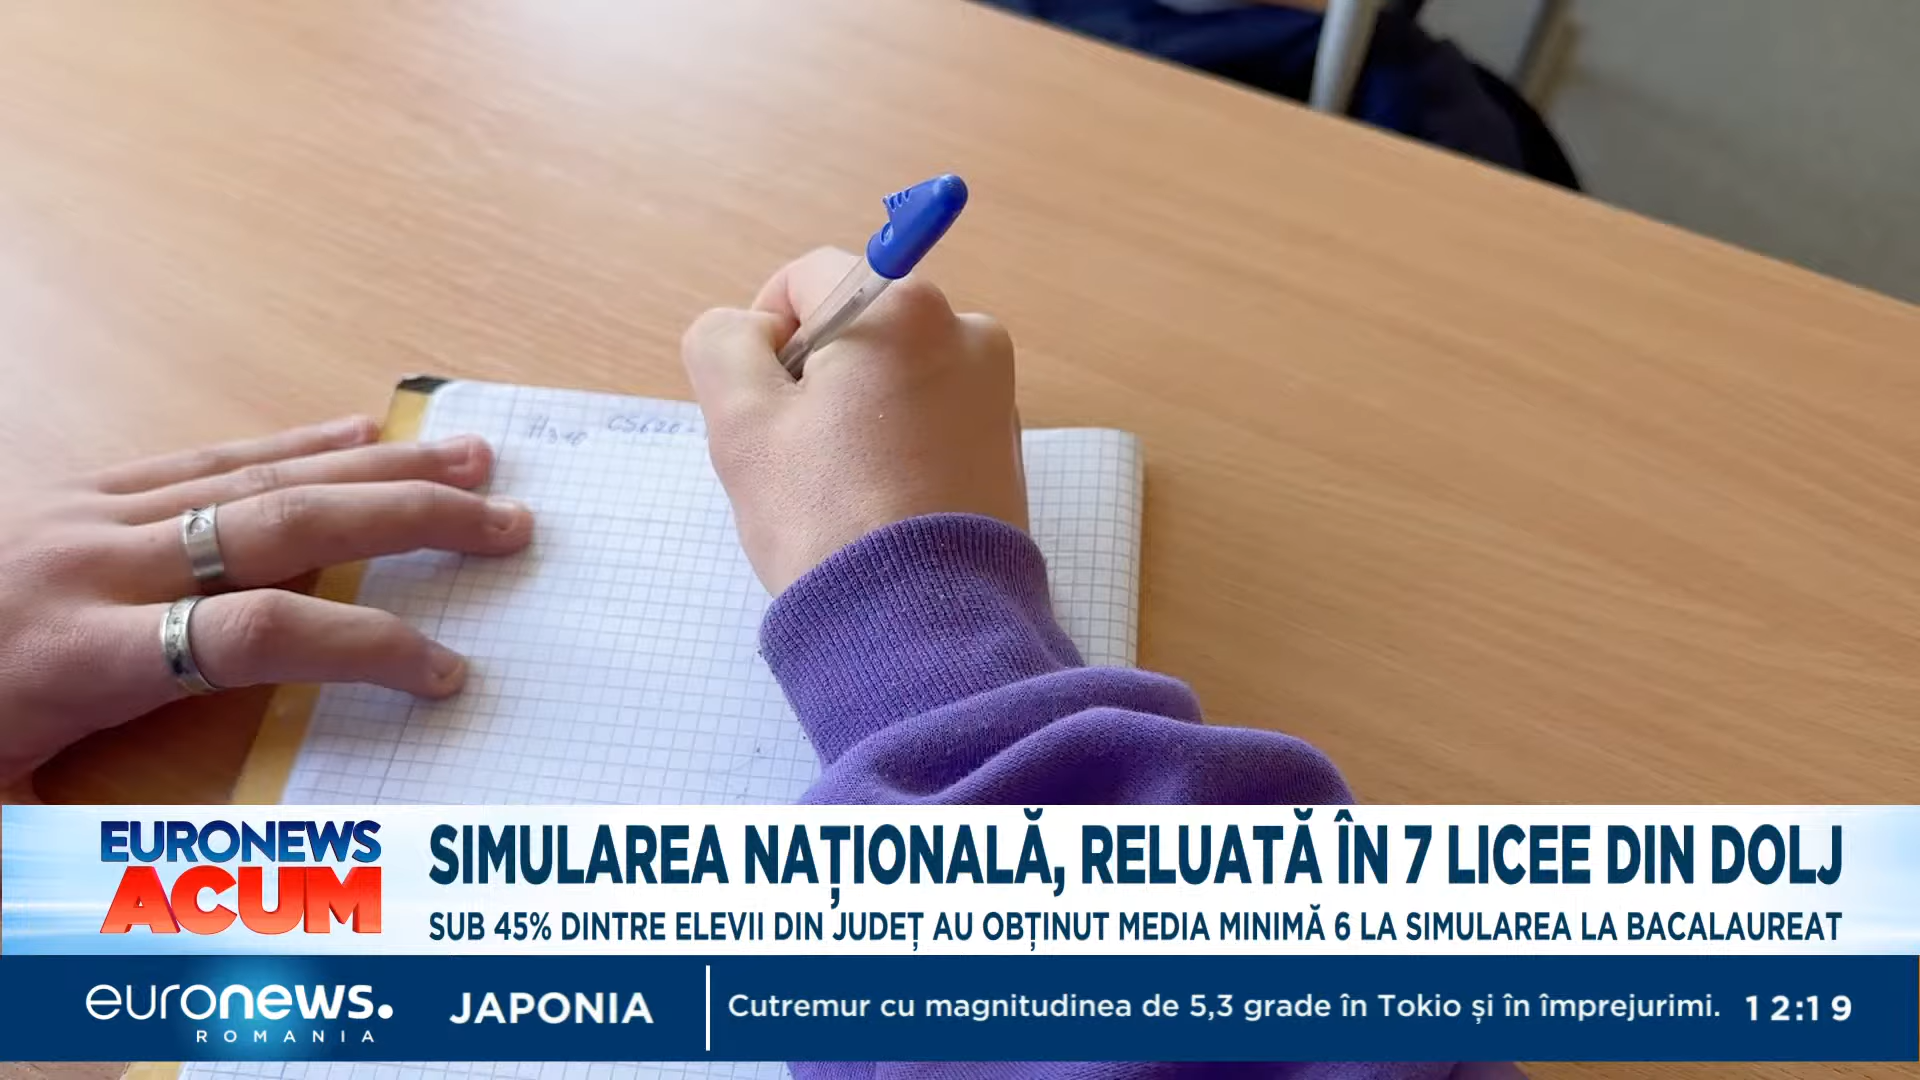 EURONEWS
ACUM
SIMULAREA NAȚIONALĂ, RELUATĂ ÎN 7 LICEE DIN DOLJ
SUB 45% DINTRE ELEVII DIN JUDEȚ AU OBȚINUT MEDIA MINIMĂ 6 LA SIMULAREA LA BACALAUREAT
euronews.
ROMANIA
JAPONIA
Cutremur cu magnitudinea de 5,3 grade în Tokio și în împrejurimi.
12:19